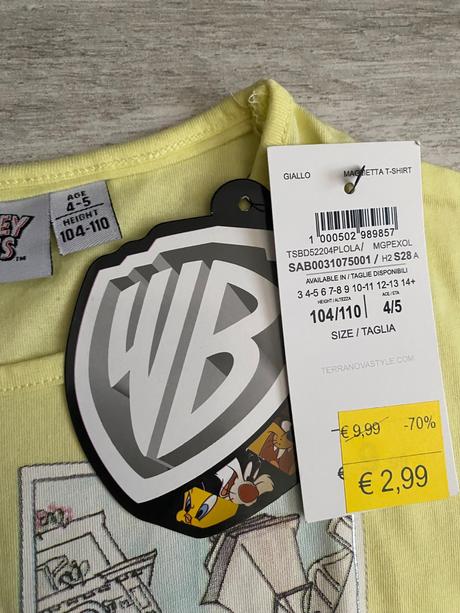 AGE
4-5
HEIGHT
104-110
WB
GIALLO MAGLIETTA T-SHIRT
1 000502 989857
TSBD52204PLOLA/ MGPEXOL
SAB0031075001 / H2 S28 A
AVAILABLE IN / TAGLIE DISPONIBILI
3 4-5 6 7-8 9 10-11 12-13 14+
HEIGHT/ALTEZZA AGE/ETA
104/110 4/5
SIZE / TAGLIA
TERRANOVASTYLE.COM
€ 9,99 -70%
€ 2,99